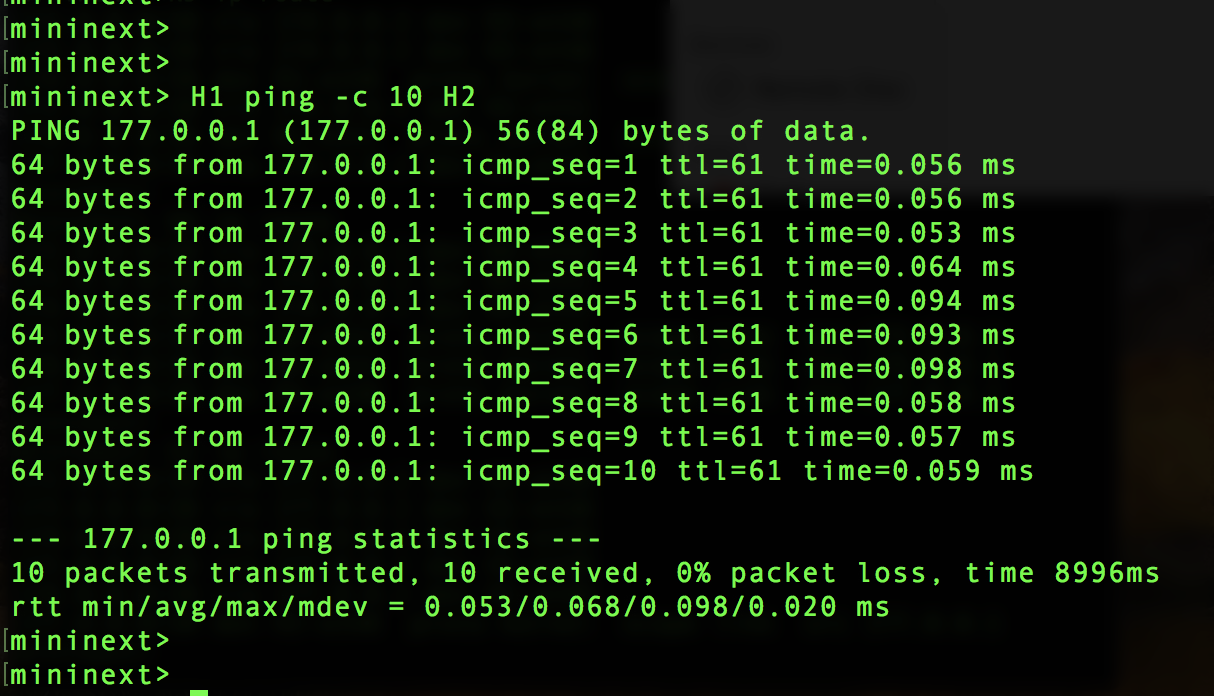 mininext>
mininext>
mininext>
mininext> H1 ping -c 10 H2
PING 177.0.0.1 (177.0.0.1) 56(84) bytes of data.
64 bytes from 177.0.0.1: icmp_seq=1 ttl=61 time=0.056 ms
64 bytes from 177.0.0.1: icmp_seq=2 ttl=61 time=0.056 ms
64 bytes from 177.0.0.1: icmp_seq=3 ttl=61 time=0.053 ms
64 bytes from 177.0.0.1: icmp_seq=4 ttl=61 time=0.064 ms
64 bytes from 177.0.0.1: icmp_seq=5 ttl=61 time=0.094 ms
64 bytes from 177.0.0.1: icmp_seq=6 ttl=61 time=0.093 ms
64 bytes from 177.0.0.1: icmp_seq=7 ttl=61 time=0.098 ms
64 bytes from 177.0.0.1: icmp_seq=8 ttl=61 time=0.058 ms
64 bytes from 177.0.0.1: icmp_seq=9 ttl=61 time=0.057 ms
64 bytes from 177.0.0.1: icmp_seq=10 ttl=61 time=0.059 ms
--- 177.0.0.1 ping statistics ---
10 packets transmitted, 10 received, 0% packet loss, time 8996ms
rtt min/avg/max/mdev = 0.053/0.068/0.098/0.020 ms
mininext>
mininext>